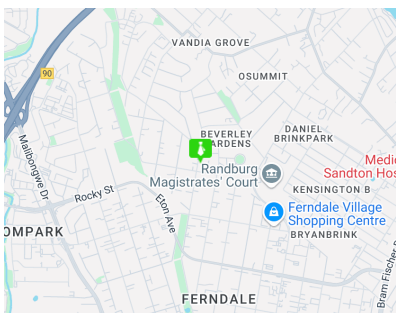 VANDIA GROVE
OSUMMIT
90
BEVERLEY
GARDENS
DANIEL
BRINKPARK
Malibongwe Dr
Randburg
Magistrates' Court
Medic
Sandton Hos
KENSINGTON B
Rocky St
Eton Ave
Ferndale Village
Shopping Centre
OMPARK
BRYANBRINK
Bram Fischer D
FERNDALE